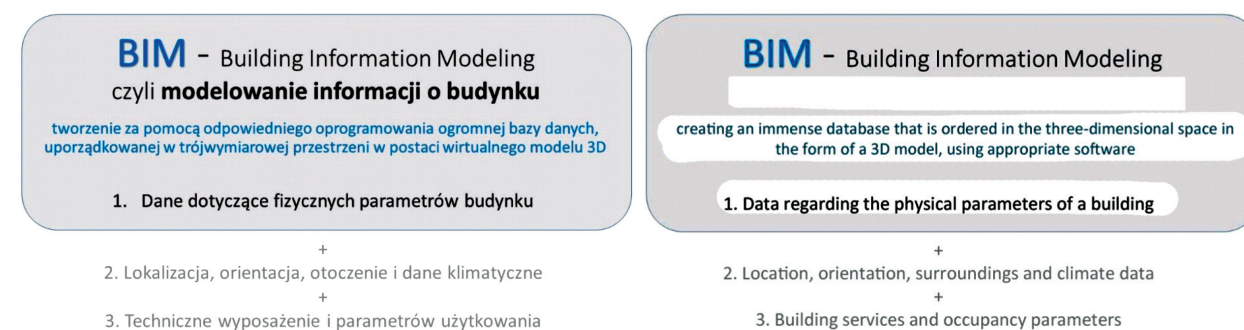 BIM - Building Information Modeling
czyli modelowanie informacji o budynku
tworzenie za pomocą odpowiedniego oprogramowania ogromnej bazy danych,
uporządkowanej w trójwymiarowej przestrzeni w postaci wirtualnego modelu 3D
1. Dane dotyczące fizycznych parametrów budynku
+
2. Lokalizacja, orientacja, otoczenie i dane klimatyczne
+
3. Techniczne wyposażenie i parametrów użytkowania
BIM - Building Information Modeling
creating an immense database that is ordered in the three-dimensional space in
the form of a 3D model, using appropriate software
1. Data regarding the physical parameters of a building
+
2. Location, orientation, surroundings and climate data
+
3. Building services and occupancy parameters